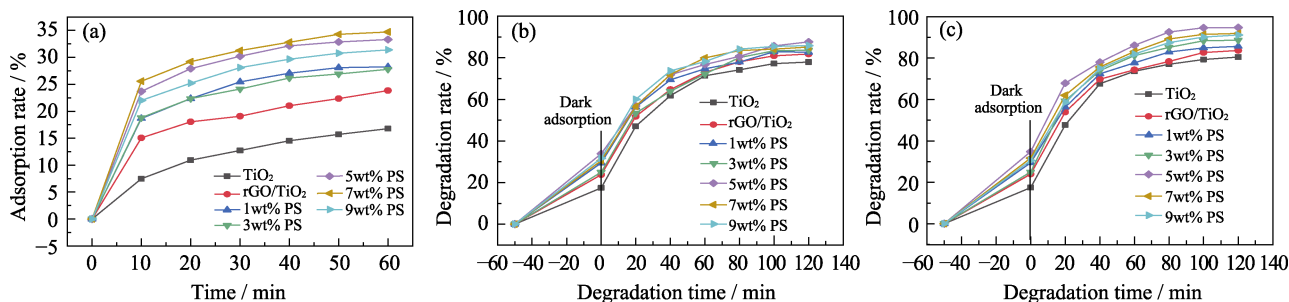 (a)
Adsorption rate / %
35
30
25
20
15
10
5
0
−5
TiO₂
rGO/TiO₂
1wt% PS
3wt% PS
5wt% PS
7wt% PS
9wt% PS
0 10 20 30 40 50 60
Time / min
(b)
Degradation rate / %
100
80
60
40
20
0
Dark
adsorption
TiO₂
rGO/TiO₂
1wt% PS
3wt% PS
5wt% PS
7wt% PS
9wt% PS
−60 −40 −20 0 20 40 60 80 100 120 140
Degradation time / min
(c)
Degradation rate / %
100
80
60
40
20
0
Dark
adsorption
TiO₂
rGO/TiO₂
1wt% PS
3wt% PS
5wt% PS
7wt% PS
9wt% PS
−60 −40 −20 0 20 40 60 80 100 120 140
Degradation time / min